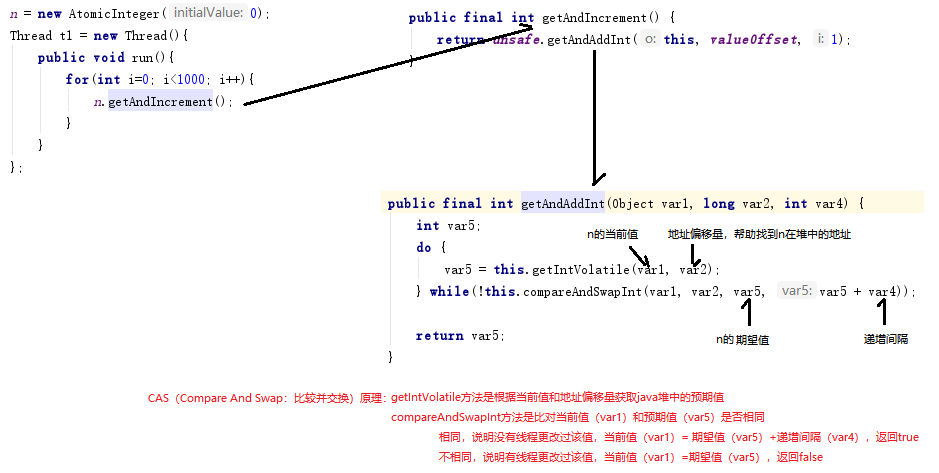 n = new AtomicInteger( initialValue: 0);
Thread t1 = new Thread(){
public void run(){
for(int i=0; i<1000; i++){
n.getAndIncrement();
}
}
};
public final int getAndIncrement() {
return unsafe.getAndAddInt( o: this, valueOffset, i: 1);
}
public final int getAndAddInt(Object var1, long var2, int var4) {
int var5;
n的当前值 地址偏移量，帮助找到n在堆中的地址
do {
var5 = this.getIntVolatile(var1, var2);
} while(!this.compareAndSwapInt(var1, var2, var5, var5: var5 + var4));
return var5;
n的 期望值 递增间隔
}
CAS（Compare And Swap：比较并交换）原理：getIntVolatile方法是根据当前值和地址偏移量获取java堆中的预期值
compareAndSwapInt方法是比对当前值（var1）和预期值（var5）是否相同
相同，说明没有线程更改过该值，当前值（var1）= 期望值（var5）+递增间隔（var4），返回true
不相同，说明有线程更改过该值，当前值（var1）=期望值（var5），返回false